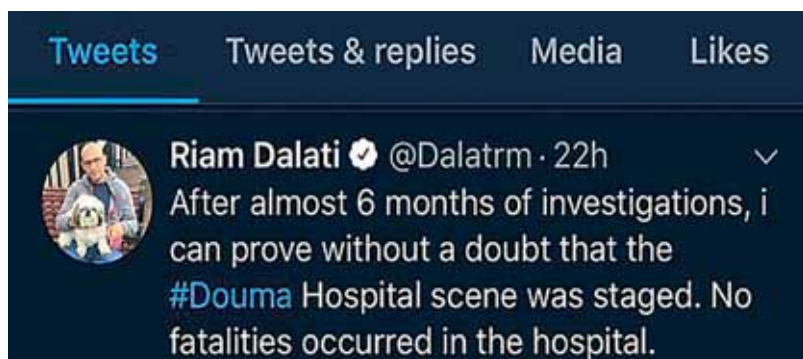 Tweets Tweets & replies Media Likes
Riam Dalati @Dalatrm · 22h
After almost 6 months of investigations, i
can prove without a doubt that the
#Douma Hospital scene was staged. No
fatalities occurred in the hospital.